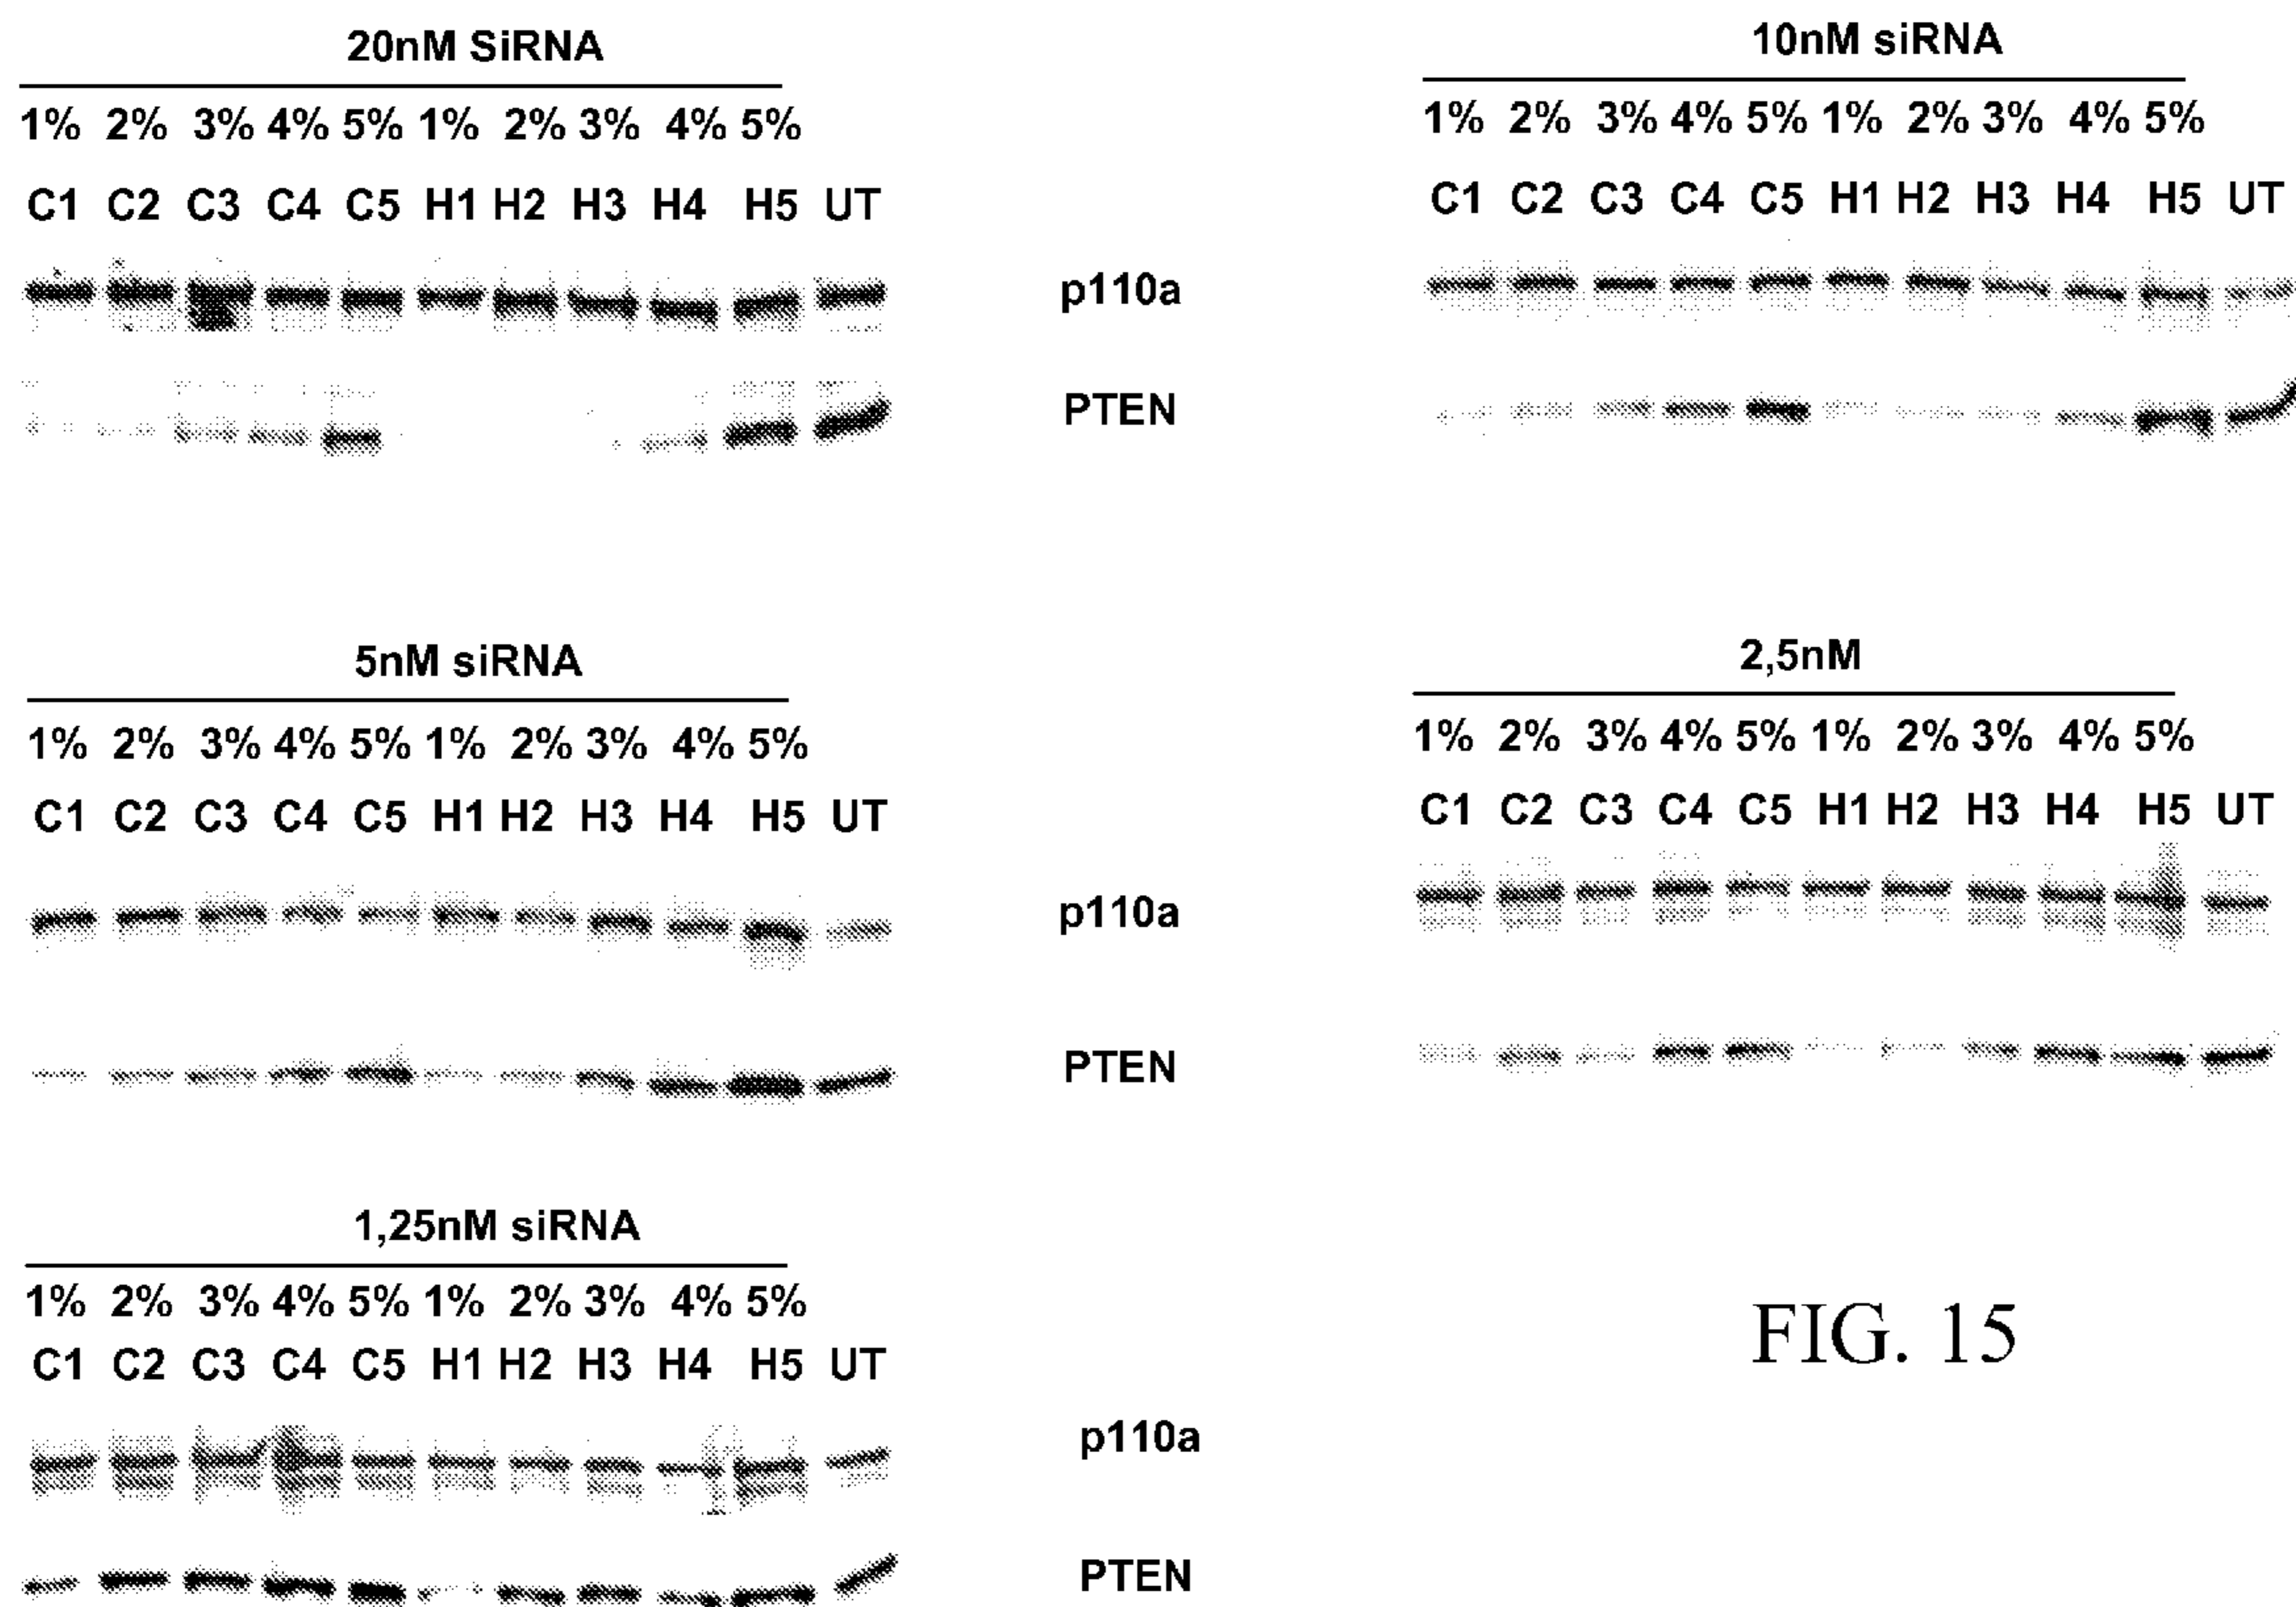 20nM SiRNA
1% 2% 3% 4% 5% 1% 2% 3% 4% 5%
C1 C2 C3 C4 C5 H1 H2 H3 H4 H5 UT
p110a
PTEN
10nM siRNA
1% 2% 3% 4% 5% 1% 2% 3% 4% 5%
C1 C2 C3 C4 C5 H1 H2 H3 H4 H5 UT
5nM siRNA
1% 2% 3% 4% 5% 1% 2% 3% 4% 5%
C1 C2 C3 C4 C5 H1 H2 H3 H4 H5 UT
p110a
PTEN
2,5nM
1% 2% 3% 4% 5% 1% 2% 3% 4% 5%
C1 C2 C3 C4 C5 H1 H2 H3 H4 H5 UT
1,25nM siRNA
1% 2% 3% 4% 5% 1% 2% 3% 4% 5%
C1 C2 C3 C4 C5 H1 H2 H3 H4 H5 UT
p110a
PTEN
FIG. 15